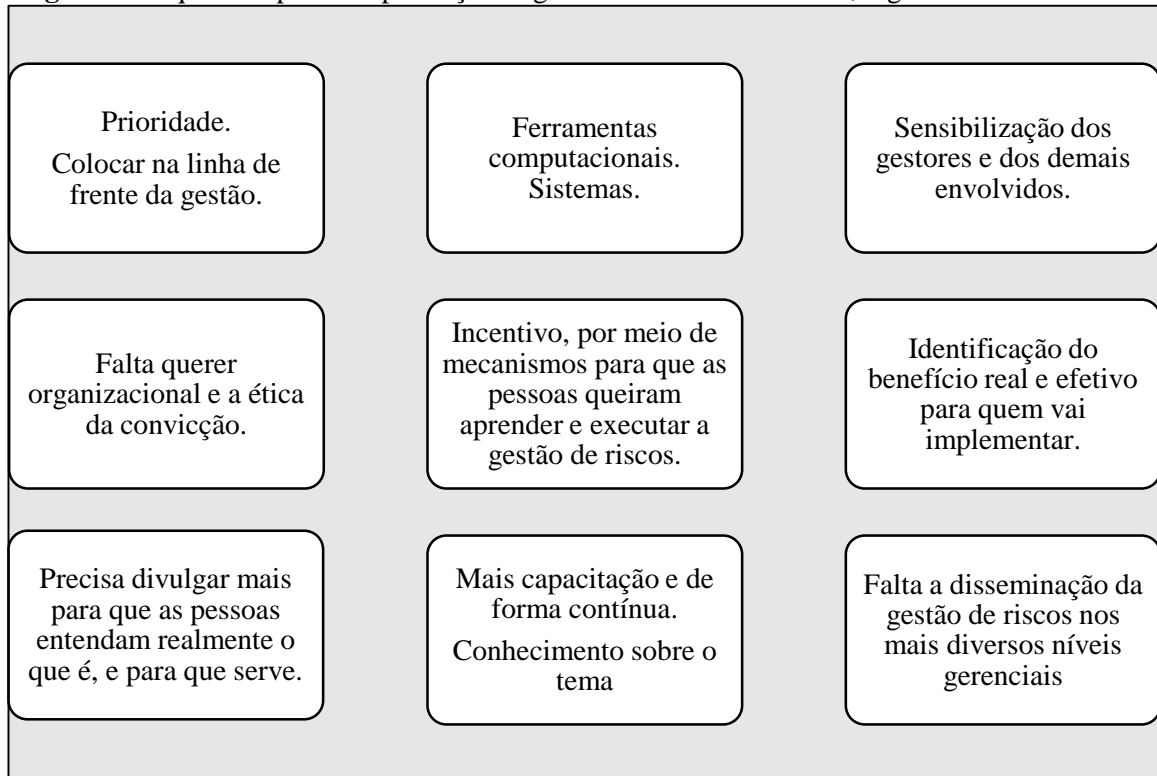 Prioridade.
Colocar na linha de
frente da gestão.
Ferramentas
computacionais.
Sistemas.
Sensibilização dos
gestores e dos demais
envolvidos.
Falta querer
organizacional e a ética
da convicção.
Incentivo, por meio de
mecanismos para que as
pessoas queiram
aprender e executar a
gestão de riscos.
Identificação do
benefício real e efetivo
para quem vai
implementar.
Precisa divulgar mais
para que as pessoas
entendam realmente o
que é, e para que serve.
Mais capacitação e de
forma contínua.
Conhecimento sobre o
tema
Falta a disseminação da
gestão de riscos nos
mais diversos níveis
gerenciais